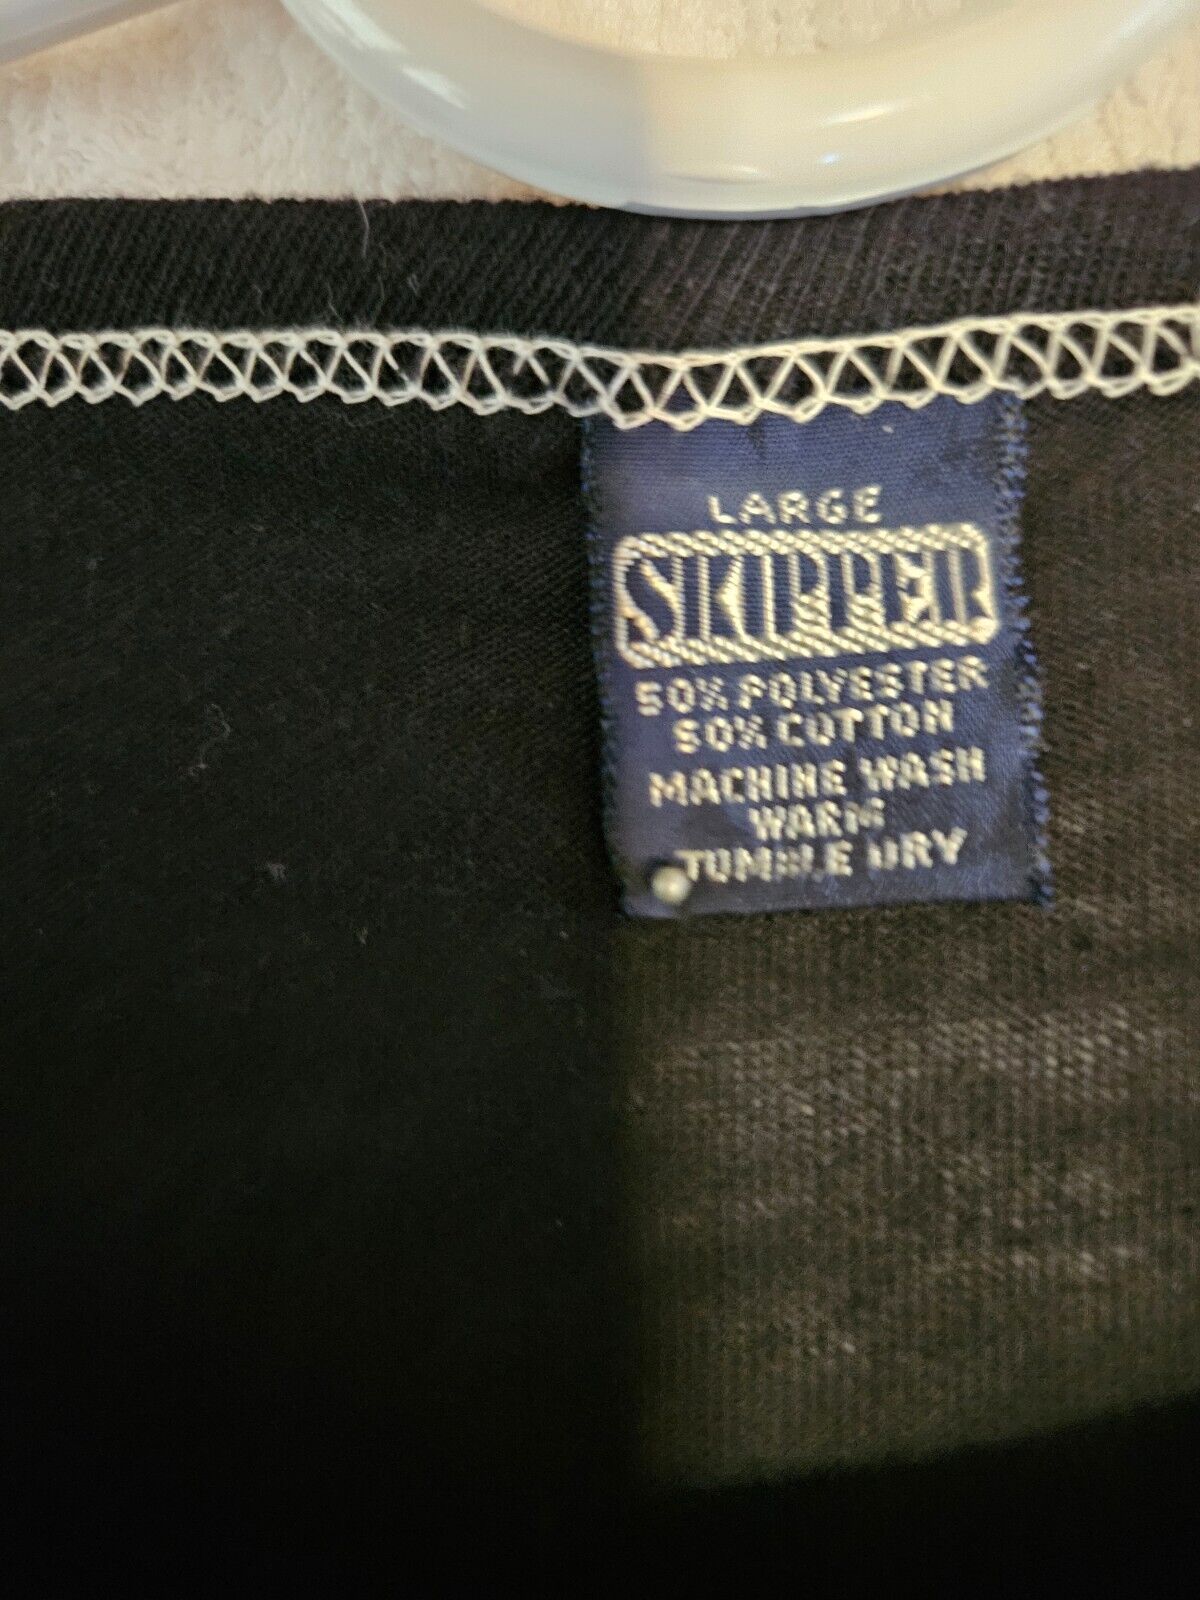 LARGE
SKIPPER
50% POLYESTER
50% COTTON
MACHINE WASH
WARM
TUMBLE DRY